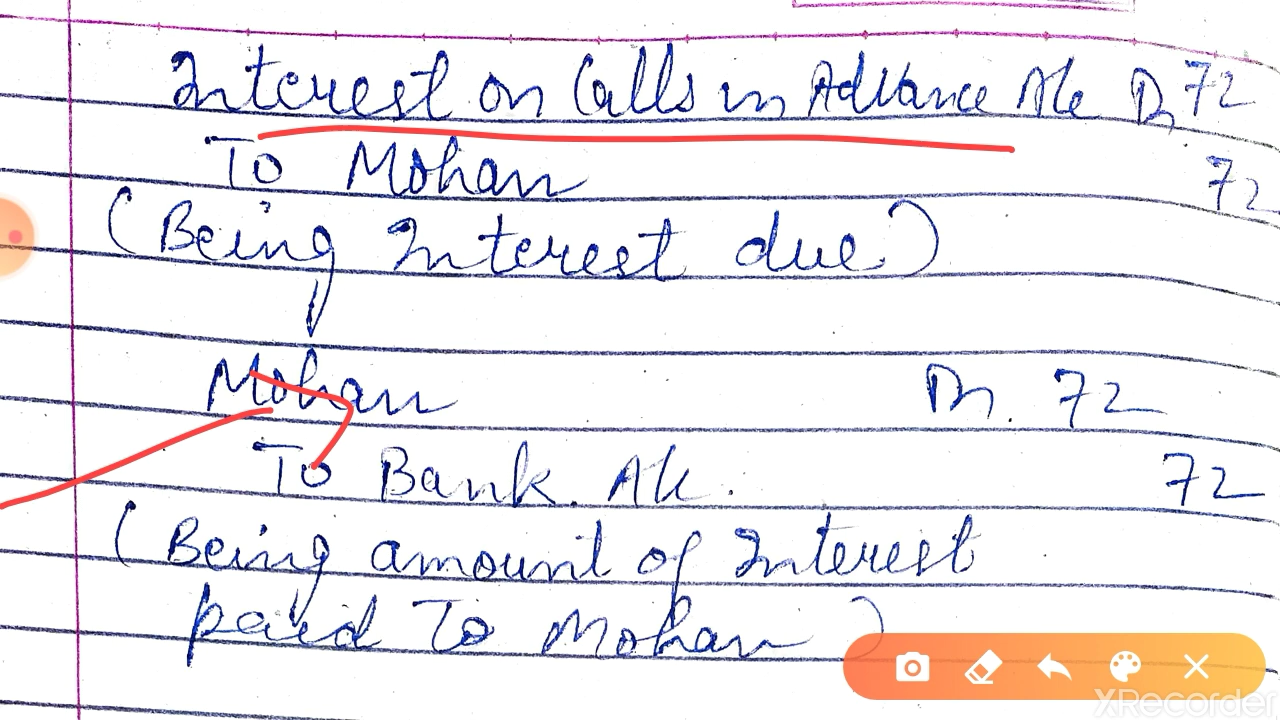 Interest on Calls in Advance A/c Dr 72
To Mohan 72
(Being Interest due)
Mohan Dr. 72
To Bank A/c. 72
(Being amount of Interest
paid To Mohan)
XRecorder